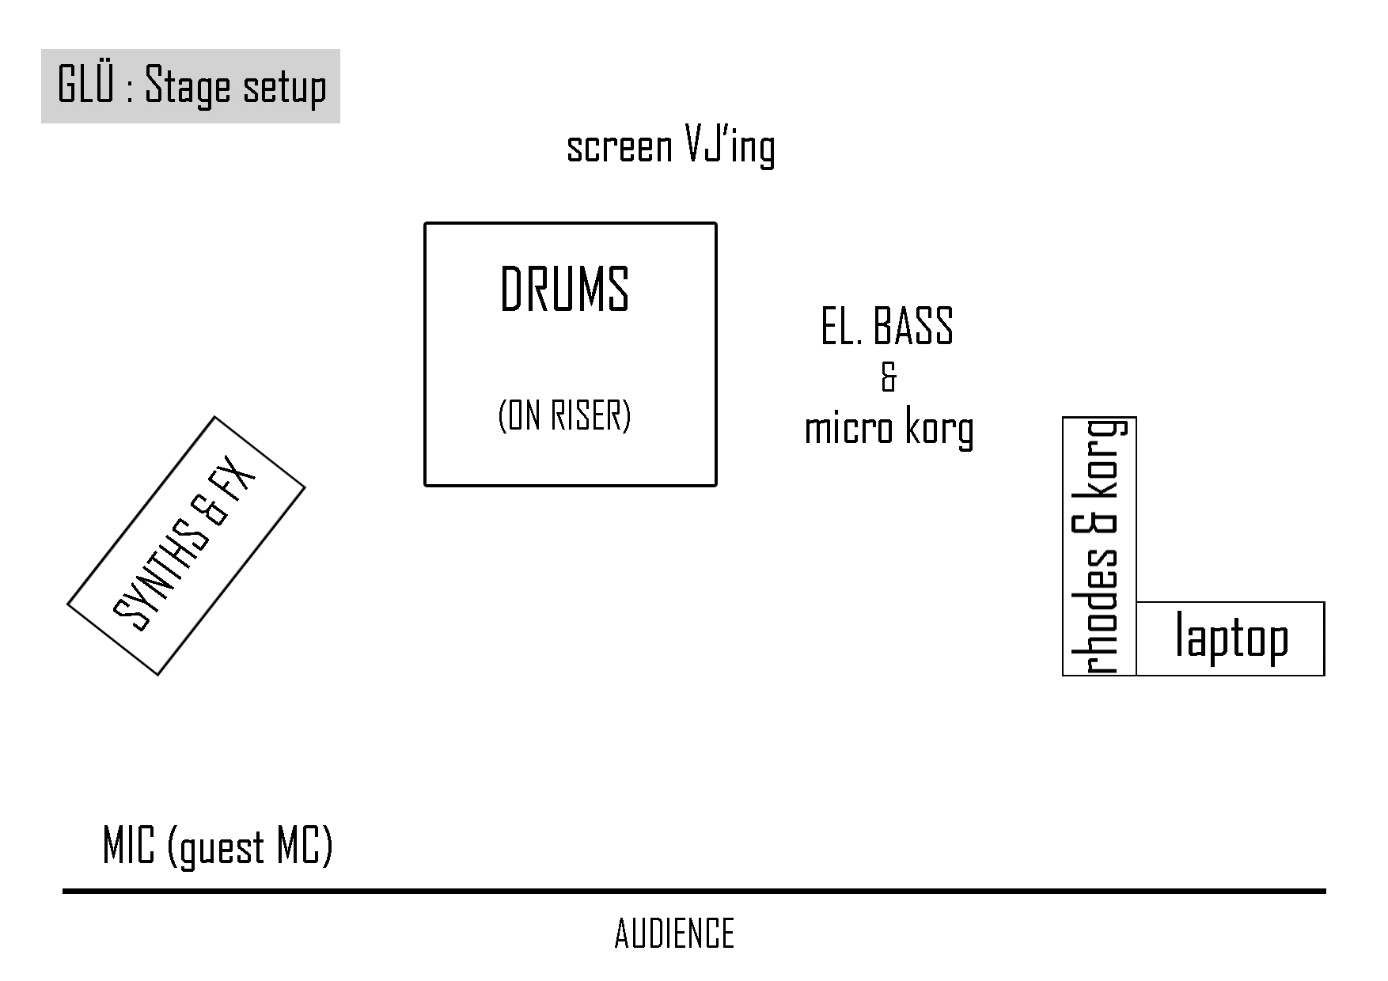 GLÜ : Stage setup
screen VJ'ing
DRUMS
(ON RISER)
EL. BASS
&
micro korg
SYNTHS & FX
rhodes & korg
laptop
MIC (guest MC)
AUDIENCE